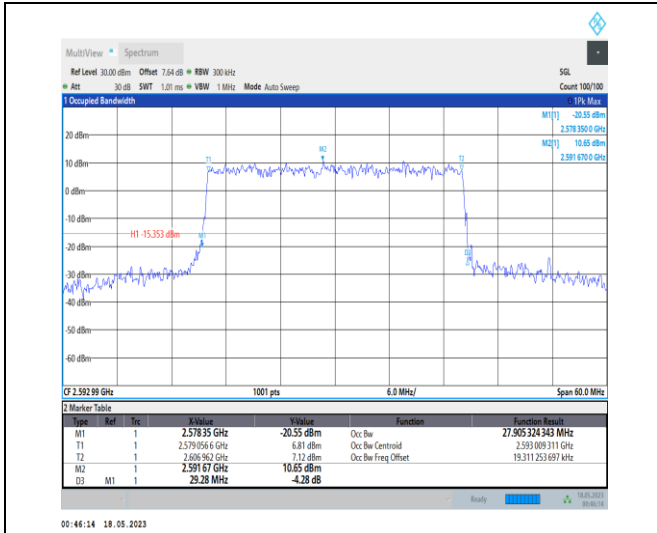 MultiView Spectrum
Ref Level 30.00 dBm Offset 7.64 dB RBW 300 kHz SGL
Att 30 dB SWT 1.01 ms VBW 1 MHz Mode Auto Sweep Count 100/100
1 Occupied Bandwidth 1Pk Max
M1[1] -20.55 dBm
2.578 350 0 GHz
M2[1] 10.65 dBm
2.591 670 0 GHz
20 dBm
M2
T1 T2
10 dBm
0 dBm
-10 dBm
H1 -15.353 dBm
M1
-20 dBm
D3
-30 dBm
-40 dBm
-50 dBm
-60 dBm
CF 2.592 99 GHz 1001 pts 6.0 MHz/ Span 60.0 MHz
2 Marker Table
Type Ref Trc X-Value Y-Value Function Function Result
M1 1 2.578 35 GHz -20.55 dBm Occ Bw 27.905 324 343 MHz
T1 1 2.579 056 6 GHz 6.81 dBm Occ Bw Centroid 2.593 009 311 GHz
T2 1 2.606 962 GHz 7.12 dBm Occ Bw Freq Offset 19.311 253 697 kHz
M2 1 2.591 67 GHz 10.65 dBm
D3 M1 1 29.28 MHz -4.28 dB
Ready 18.05.2023
00:46:14
00:46:14 18.05.2023